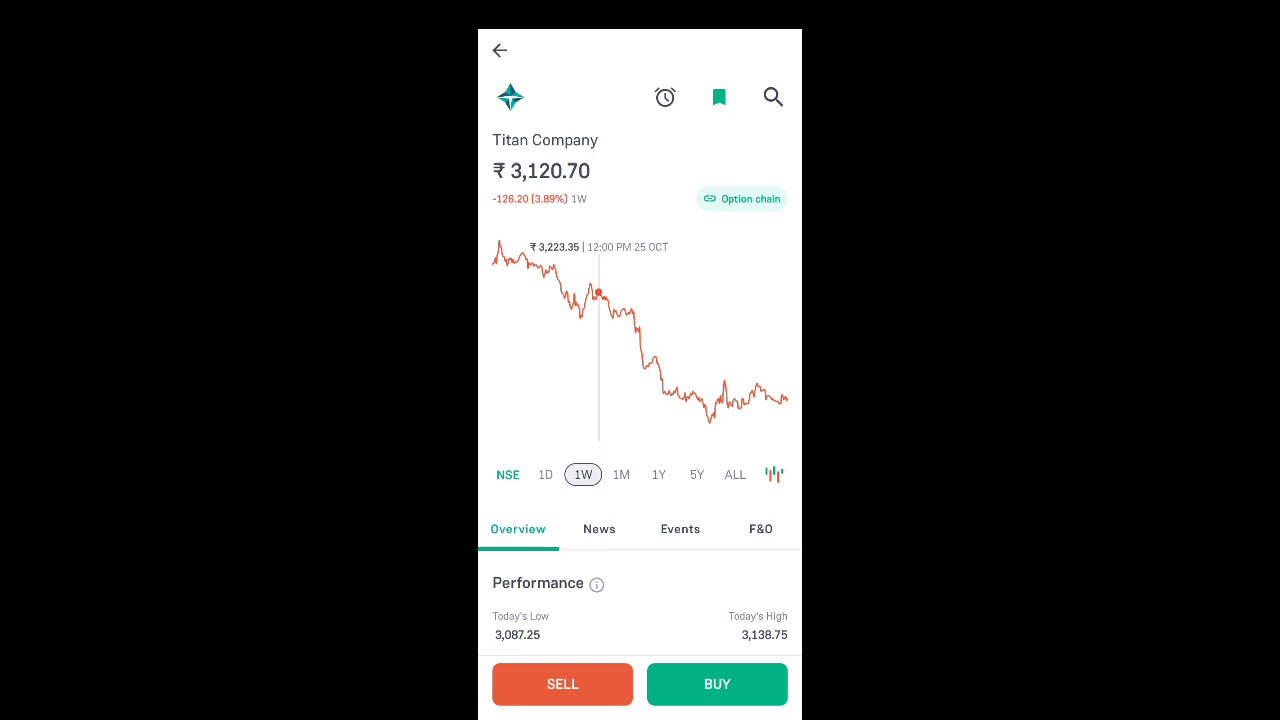 Titan Company
₹ 3,120.70
-126.20 (3.89%) 1W
Option chain
₹ 3,223.35 | 12:00 PM 25 OCT
NSE 1D 1W 1M 1Y 5Y ALL
Overview News Events F&O
Performance
Today's Low Today's High
3,087.25 3,138.75
SELL BUY